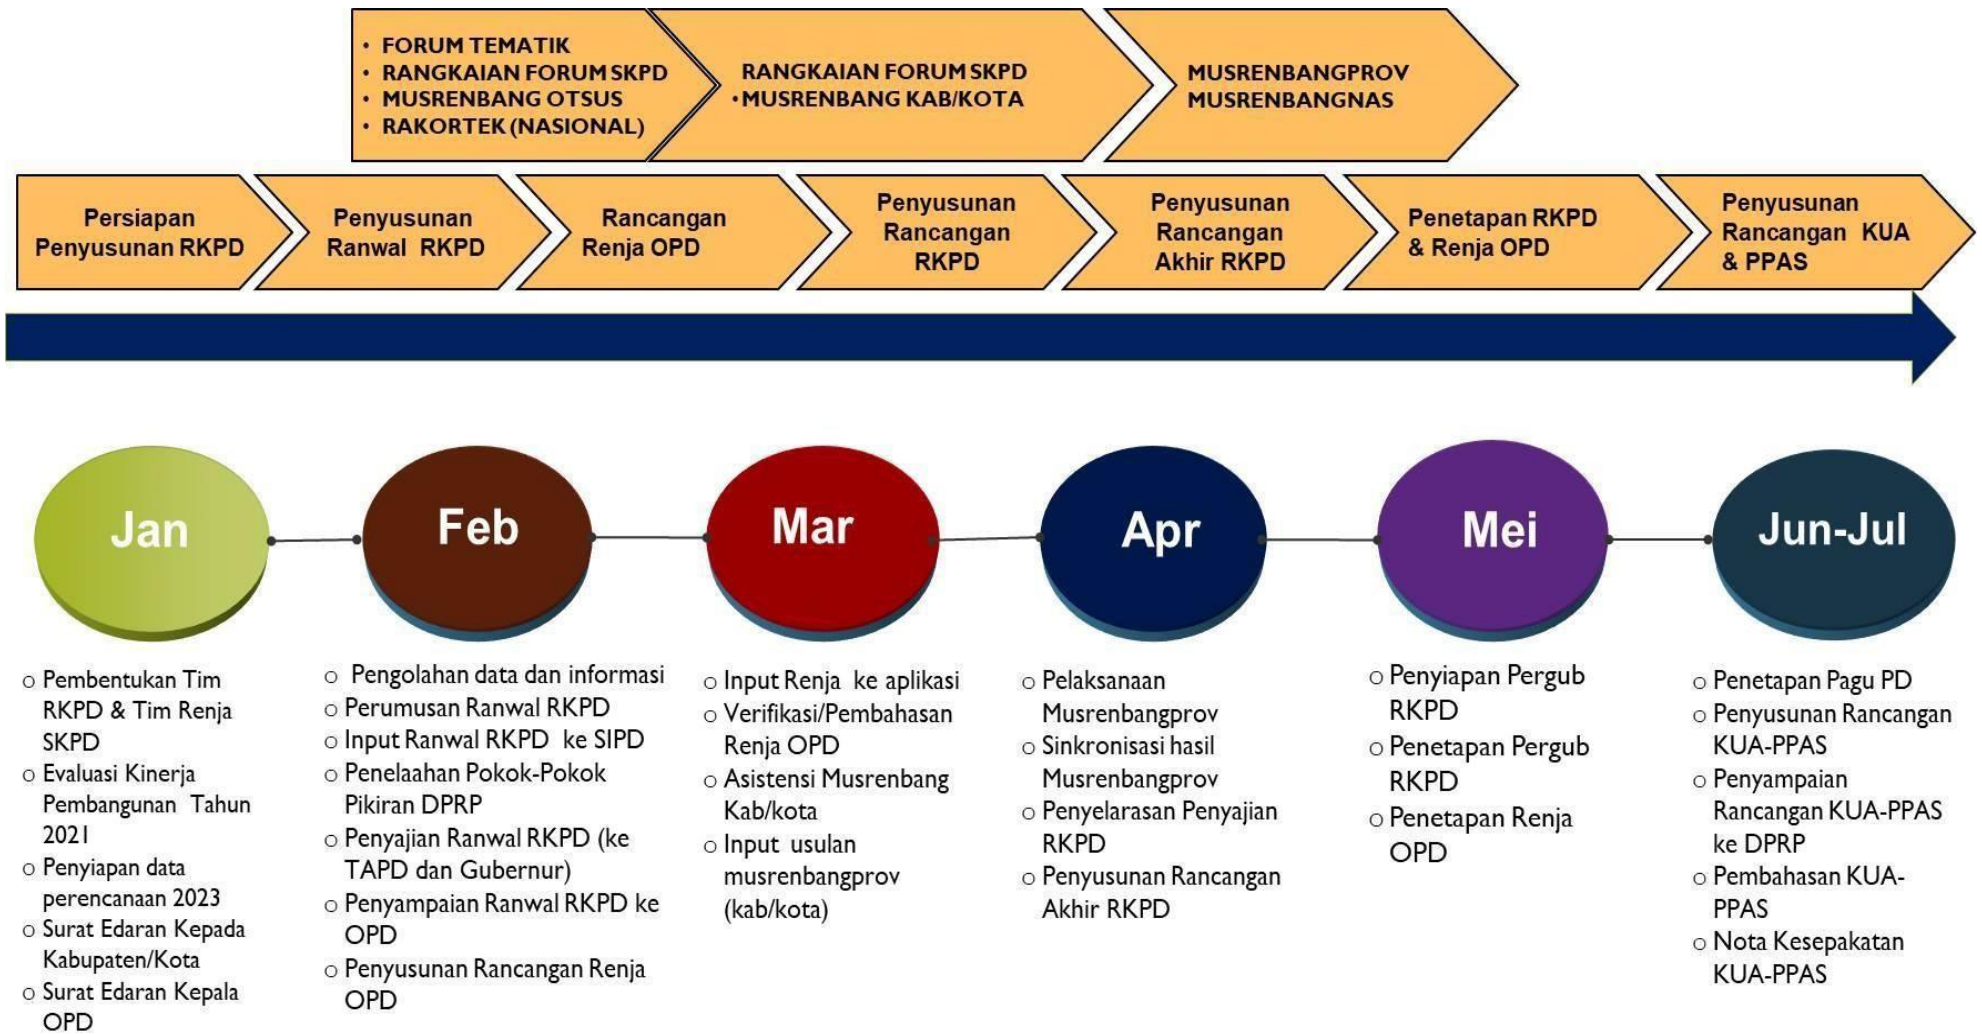 • FORUM TEMATIK
• RANGKAIAN FORUM SKPD
• MUSRENBANG OTSUS
• RAKORTEK (NASIONAL)
RANGKAIAN FORUM SKPD
•MUSRENBANG KAB/KOTA
MUSRENBANGPROV
MUSRENBANGNAS
Persiapan
Penyusunan RKPD
Penyusunan
Ranwal RKPD
Rancangan
Renja OPD
Penyusunan
Rancangan
RKPD
Penyusunan
Rancangan
Akhir RKPD
Penetapan RKPD
& Renja OPD
Penyusunan
Rancangan KUA
& PPAS
Jan
Feb
Mar
Apr
Mei
Jun-Jul
o Pembentukan Tim
RKPD & Tim Renja
SKPD
o Evaluasi Kinerja
Pembangunan Tahun
2021
o Penyiapan data
perencanaan 2023
o Surat Edaran Kepada
Kabupaten/Kota
o Surat Edaran Kepala
OPD
o Pengolahan data dan informasi
o Perumusan Ranwal RKPD
o Input Ranwal RKPD ke SIPD
o Penelaahan Pokok-Pokok
Pikiran DPRP
o Penyajian Ranwal RKPD (ke
TAPD dan Gubernur)
o Penyampaian Ranwal RKPD ke
OPD
o Penyusunan Rancangan Renja
OPD
o Input Renja ke aplikasi
o Verifikasi/Pembahasan
Renja OPD
o Asistensi Musrenbang
Kab/kota
o Input usulan
musrenbangprov
(kab/kota)
o Pelaksanaan
Musrenbangprov
o Sinkronisasi hasil
Musrenbangprov
o Penyelarasan Penyajian
RKPD
o Penyusunan Rancangan
Akhir RKPD
o Penyiapan Pergub
RKPD
o Penetapan Pergub
RKPD
o Penetapan Renja
OPD
o Penetapan Pagu PD
o Penyusunan Rancangan
KUA-PPAS
o Penyampaian
Rancangan KUA-PPAS
ke DPRP
o Pembahasan KUA-
PPAS
o Nota Kesepakatan
KUA-PPAS